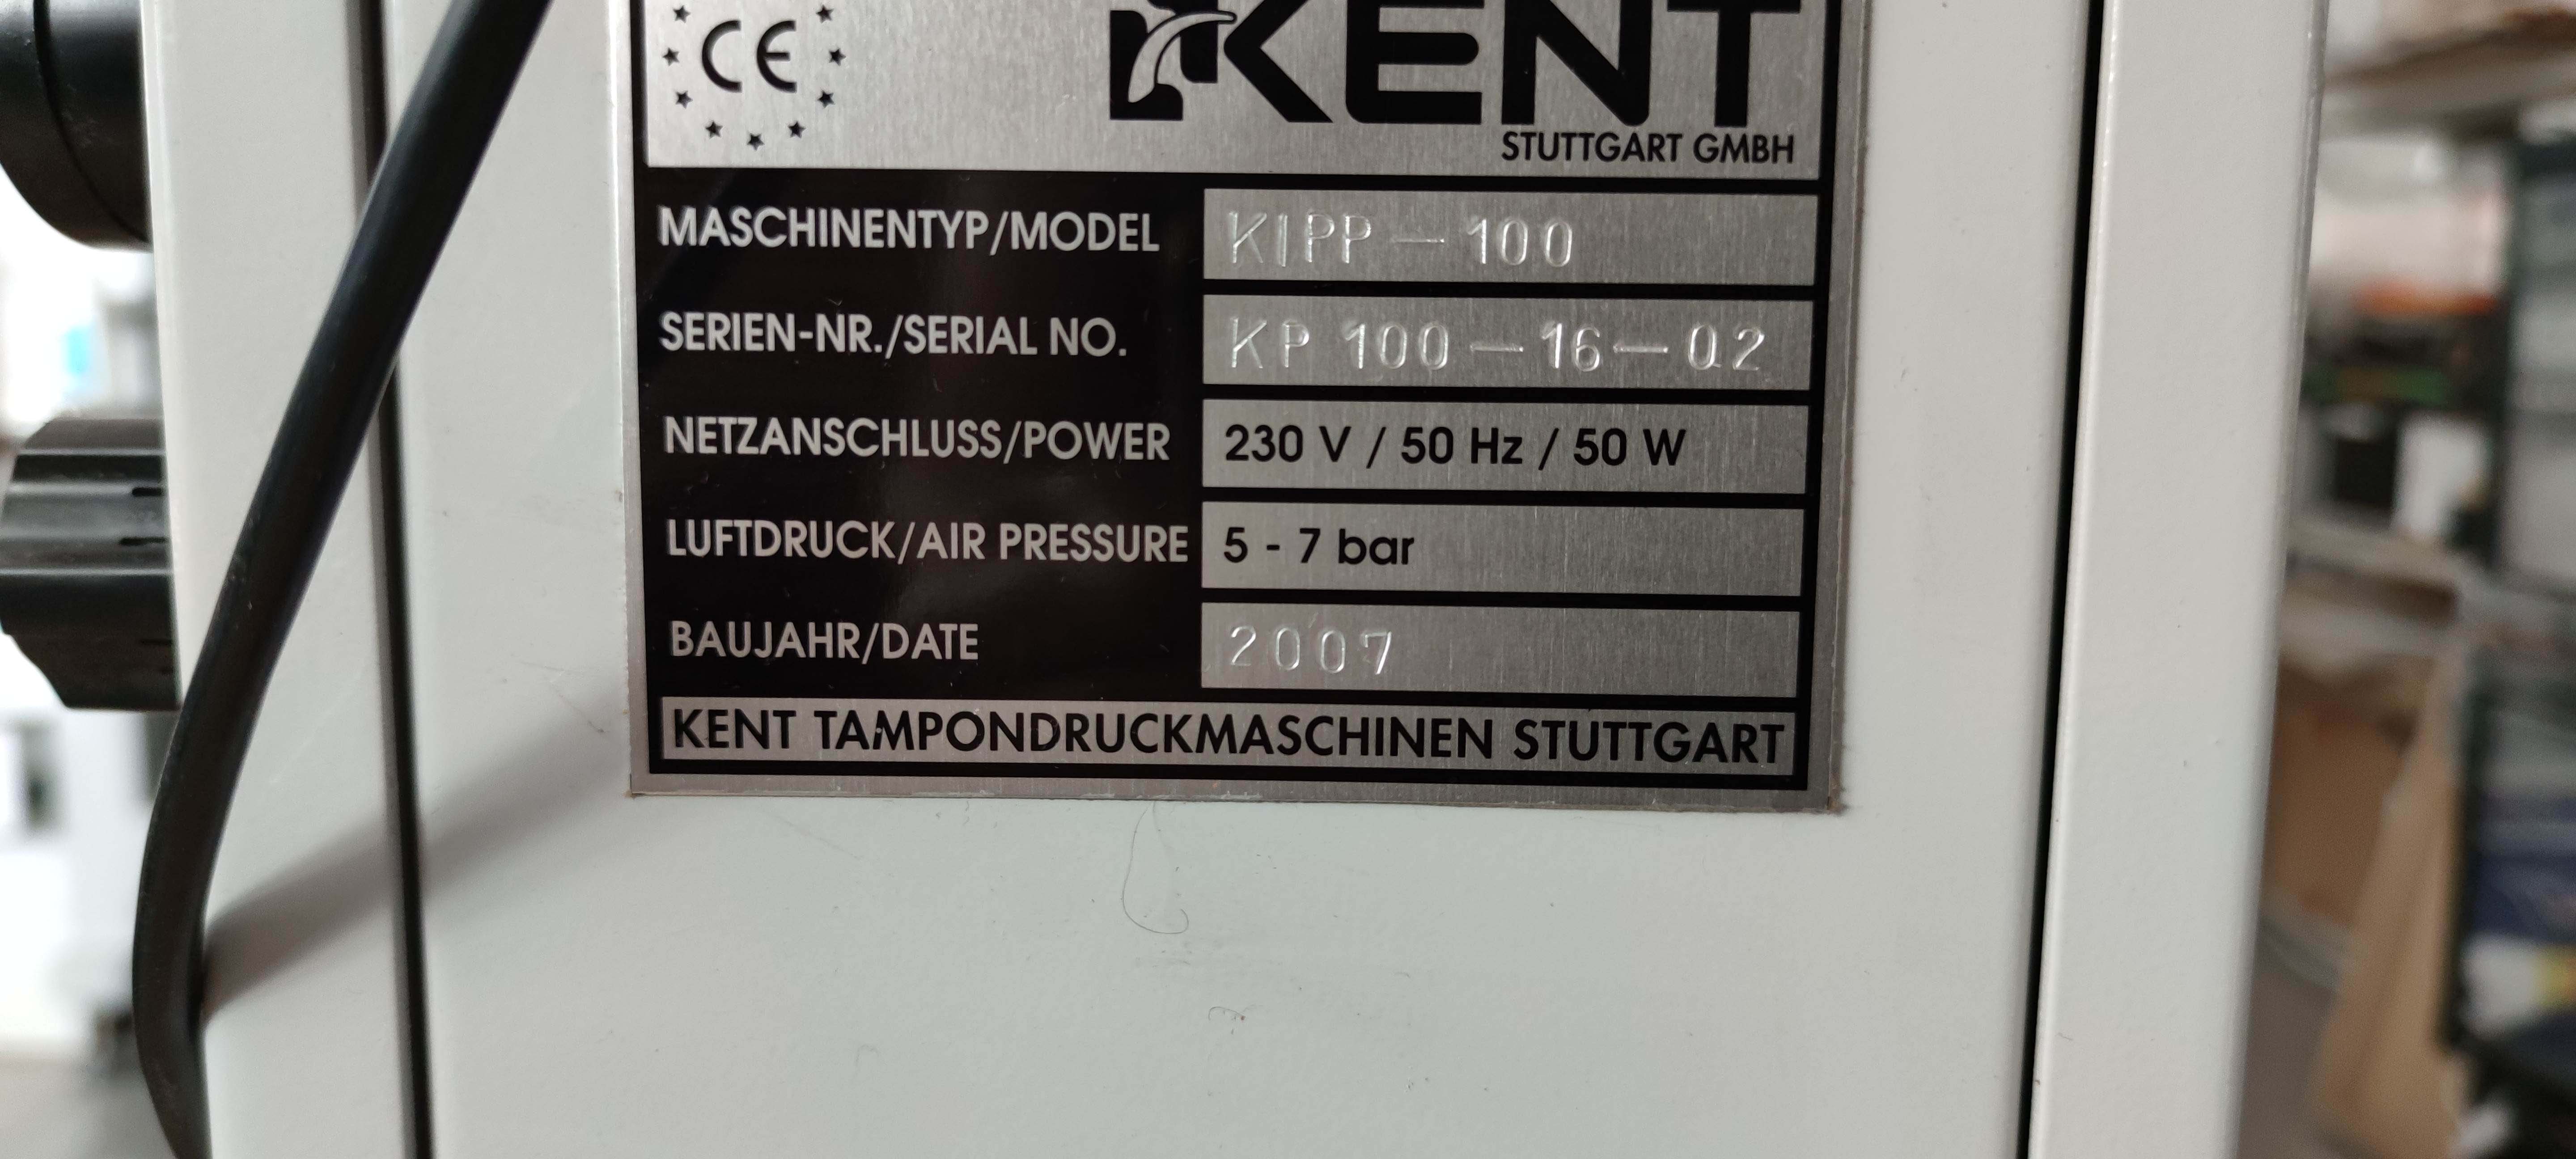 CE
KENT
STUTTGART GMBH
MASCHINENTYP/MODEL KIPP-100
SERIEN-NR./SERIAL NO. KP 100-16-02
NETZANSCHLUSS/POWER 230 V / 50 Hz / 50 W
LUFTDRUCK/AIR PRESSURE 5 - 7 bar
BAUJAHR/DATE 2007
KENT TAMPONDRUCKMASCHINEN STUTTGART